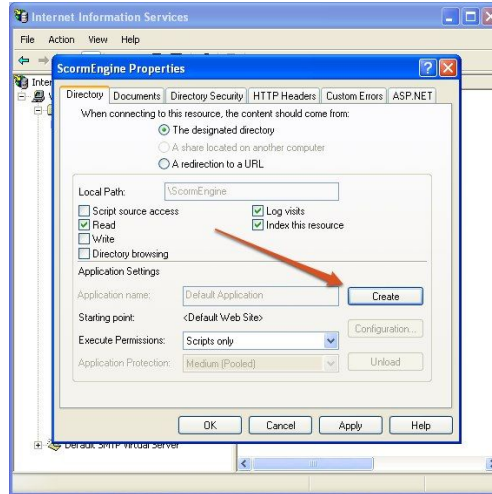 Internet Information Services
File Action View Help
ScormEngine Properties
Inter
Directory Documents Directory Security HTTP Headers Custom Errors ASP.NET
When connecting to this resource, the content should come from:
The designated directory
A share located on another computer
A redirection to a URL
Local Path: \ScormEngine
Script source access Log visits
Read Index this resource
Write
Directory browsing
Application Settings
Application name: Default Application Create
Starting point: <Default Web Site>
Configuration...
Execute Permissions: Scripts only
Application Protection: Medium (Pooled) Unload
OK Cancel Apply Help
Default SMTP Virtual Server